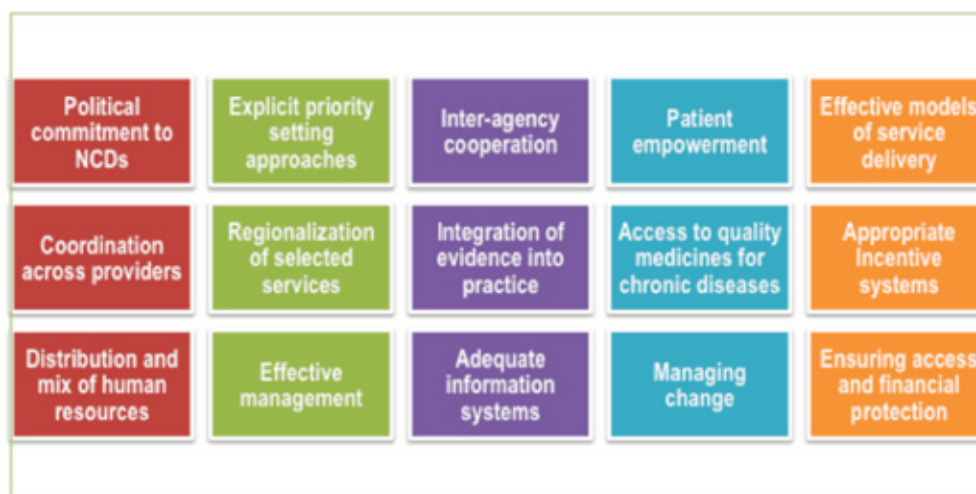 Political
commitment to
NCDs
Explicit priority
setting
approaches
Inter-agency
cooperation
Patient
empowerment
Effective models
of service
delivery
Coordination
across providers
Regionalization
of selected
services
Integration of
evidence into
practice
Access to quality
medicines for
chronic diseases
Appropriate
Incentive
systems
Distribution and
mix of human
resources
Effective
management
Adequate
information
systems
Managing
change
Ensuring access
and financial
protection